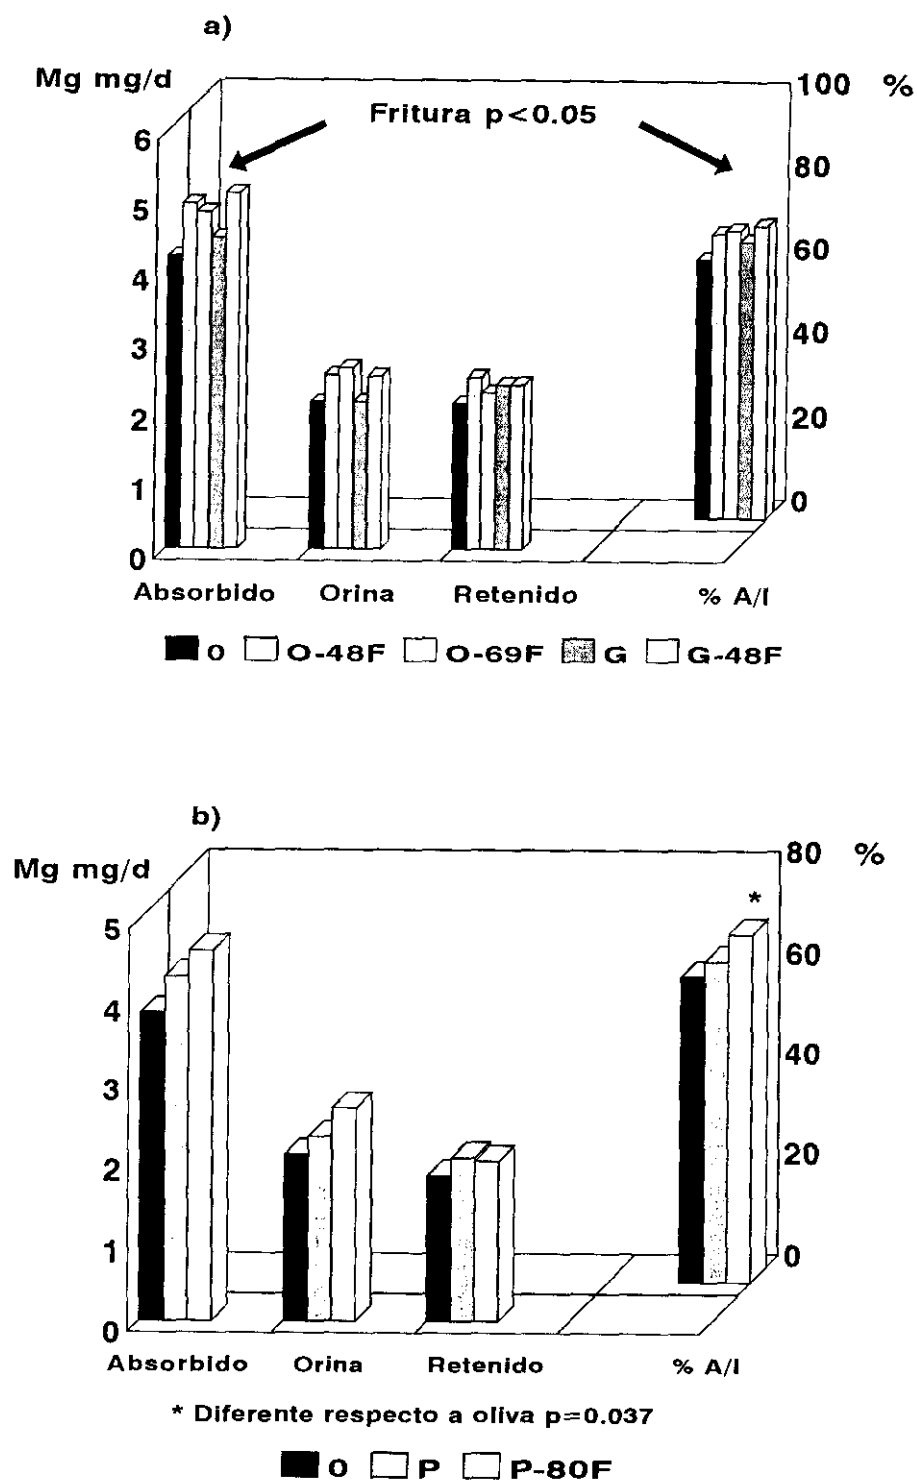 a)
Mg mg/d
100 %
Fritura p<0.05
6
5
4
3
2
1
0
80
60
40
20
0
Absorbido Orina Retenido % A/I
0 O-48F O-69F G G-48F
b)
Mg mg/d
80 %
*
5
4
3
2
1
0
60
40
20
0
Absorbido Orina Retenido % A/I
* Diferente respecto a oliva p=0.037
0 P P-80F